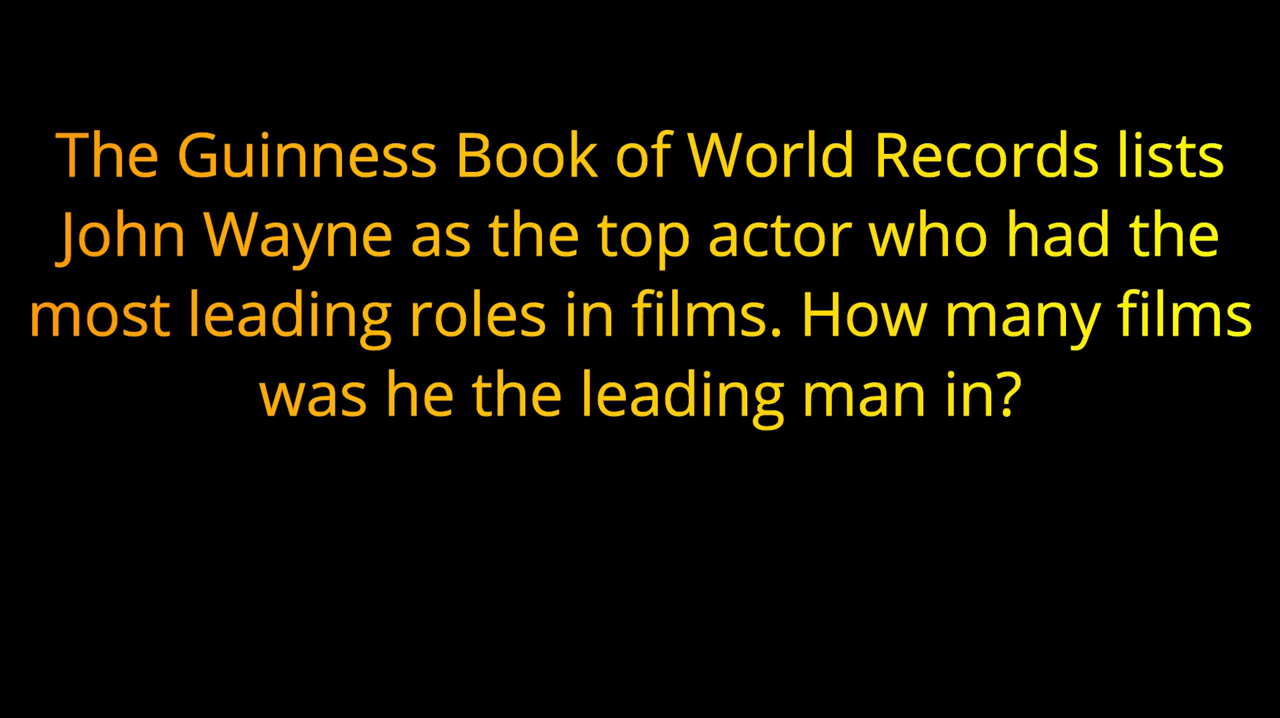 The Guinness Book of World Records lists
John Wayne as the top actor who had the
most leading roles in films. How many films
was he the leading man in?